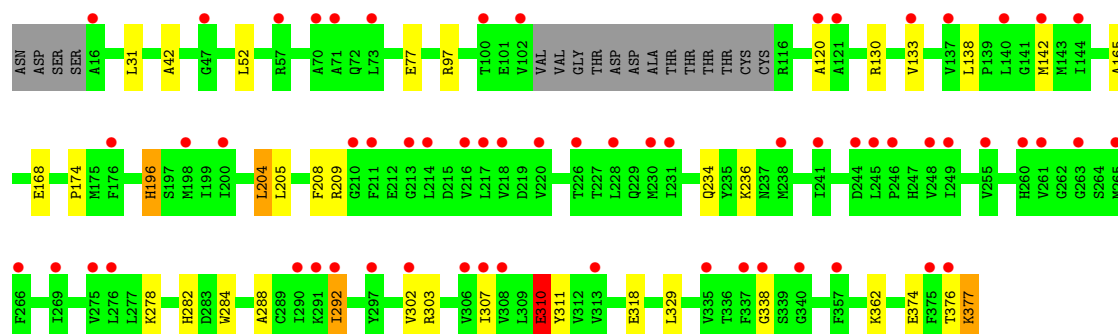 ASN ASP SER SER A16 L31 A42 G47 L52 R57 A70 A71 Q72 L73 E77 R97 T100 E101 V102 VAL VAL GLY THR ASP ASP ALA THR THR THR THR CYS CYS R116 A120 A121 R130 V133 V137 L138 P139 L140 G141 M142 M143 I144 A165
E168 P174 M175 F176 H196 S197 M198 I199 I200 L204 L205 F208 R209 G210 F211 E212 G213 L214 D215 V216 L217 V218 D219 V220 T226 T227 L228 Q229 M230 I231 Q234 Y235 K236 N237 M238 I241 D244 L245 P246 H247 V248 I249 V255 H260 V261 G262 G263 S264
F266 I269 V275 L276 L277 K278 H282 D283 W284 A288 C289 I290 K291 I292 Y297 V302 R303 V306 I307 V308 L309 E310 Y311 V312 V313 E318 L329 V335 T336 F337 G338 S339 G340 F357 K362 E374 F375 T376 K377